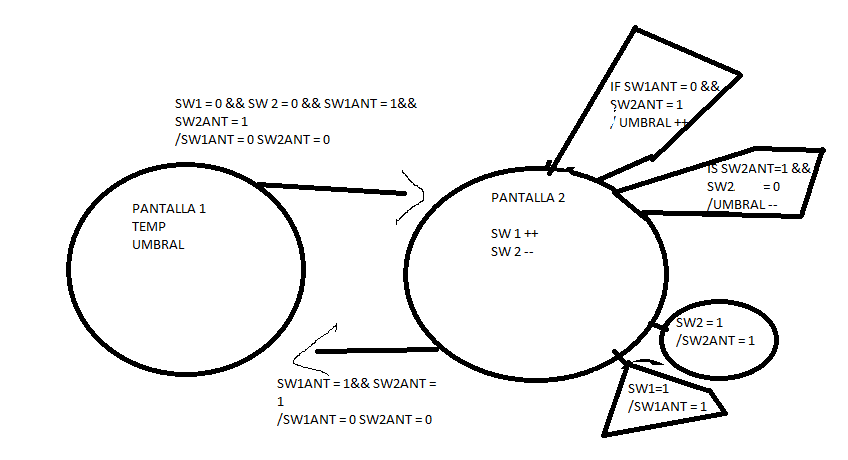 SW1 = 0 && SW 2 = 0 && SW1ANT = 1&&
SW2ANT = 1
/SW1ANT = 0 SW2ANT = 0
PANTALLA 1
TEMP
UMBRAL
PANTALLA 2
SW 1 ++
SW 2 --
IF SW1ANT = 0 &&
SW2ANT = 1
/ UMBRAL ++
IS SW2ANT=1 &&
SW2 = 0
/UMBRAL --
SW2 = 1
/SW2ANT = 1
SW1=1
/SW1ANT = 1
SW1ANT = 1&& SW2ANT =
1
/SW1ANT = 0 SW2ANT = 0